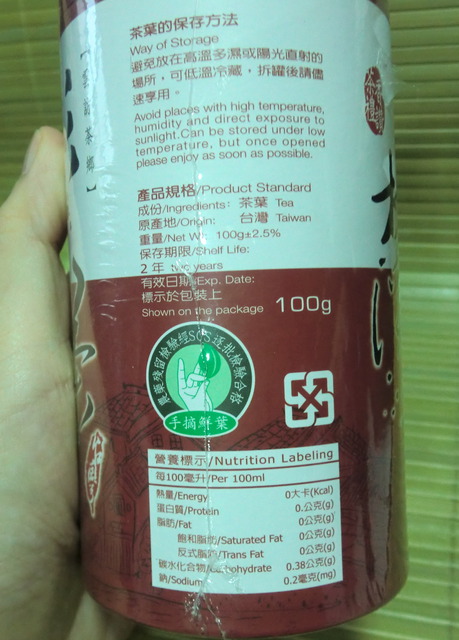 茶葉的保存方法
Way of Storage
避免放在高溫多濕或陽光直射的
場所，可低溫冷藏，拆罐後請儘
速享用。
Avoid places with high temperature,
humidity and direct exposure to
sunlight.Can be stored under low
temperature, but once opened
please enjoy as soon as possible.
產品規格/Product Standard
成份/Ingredients: 茶葉 Tea
原產地/Origin: 台灣 Taiwan
重量/Net Wt: 100g±2.5%
保存期限/Shelf Life:
2 年 two years
有效日期/Exp. Date:
標示於包裝上
Shown on the package
100g
農藥殘留檢驗經SGS逐批檢驗合格
手摘鮮葉
營養標示/Nutrition Labeling
每100毫升/Per 100ml
熱量/Energy 0大卡(Kcal)
蛋白質/Protein 0.公克(g)
脂肪/Fat 0公克(g)
飽和脂肪/Saturated Fat 0公克(g)
反式脂肪/Trans Fat 0公克(g)
碳水化合物/Carbohydrate 0.38公克(g)
鈉/Sodium 0.2毫克(mg)